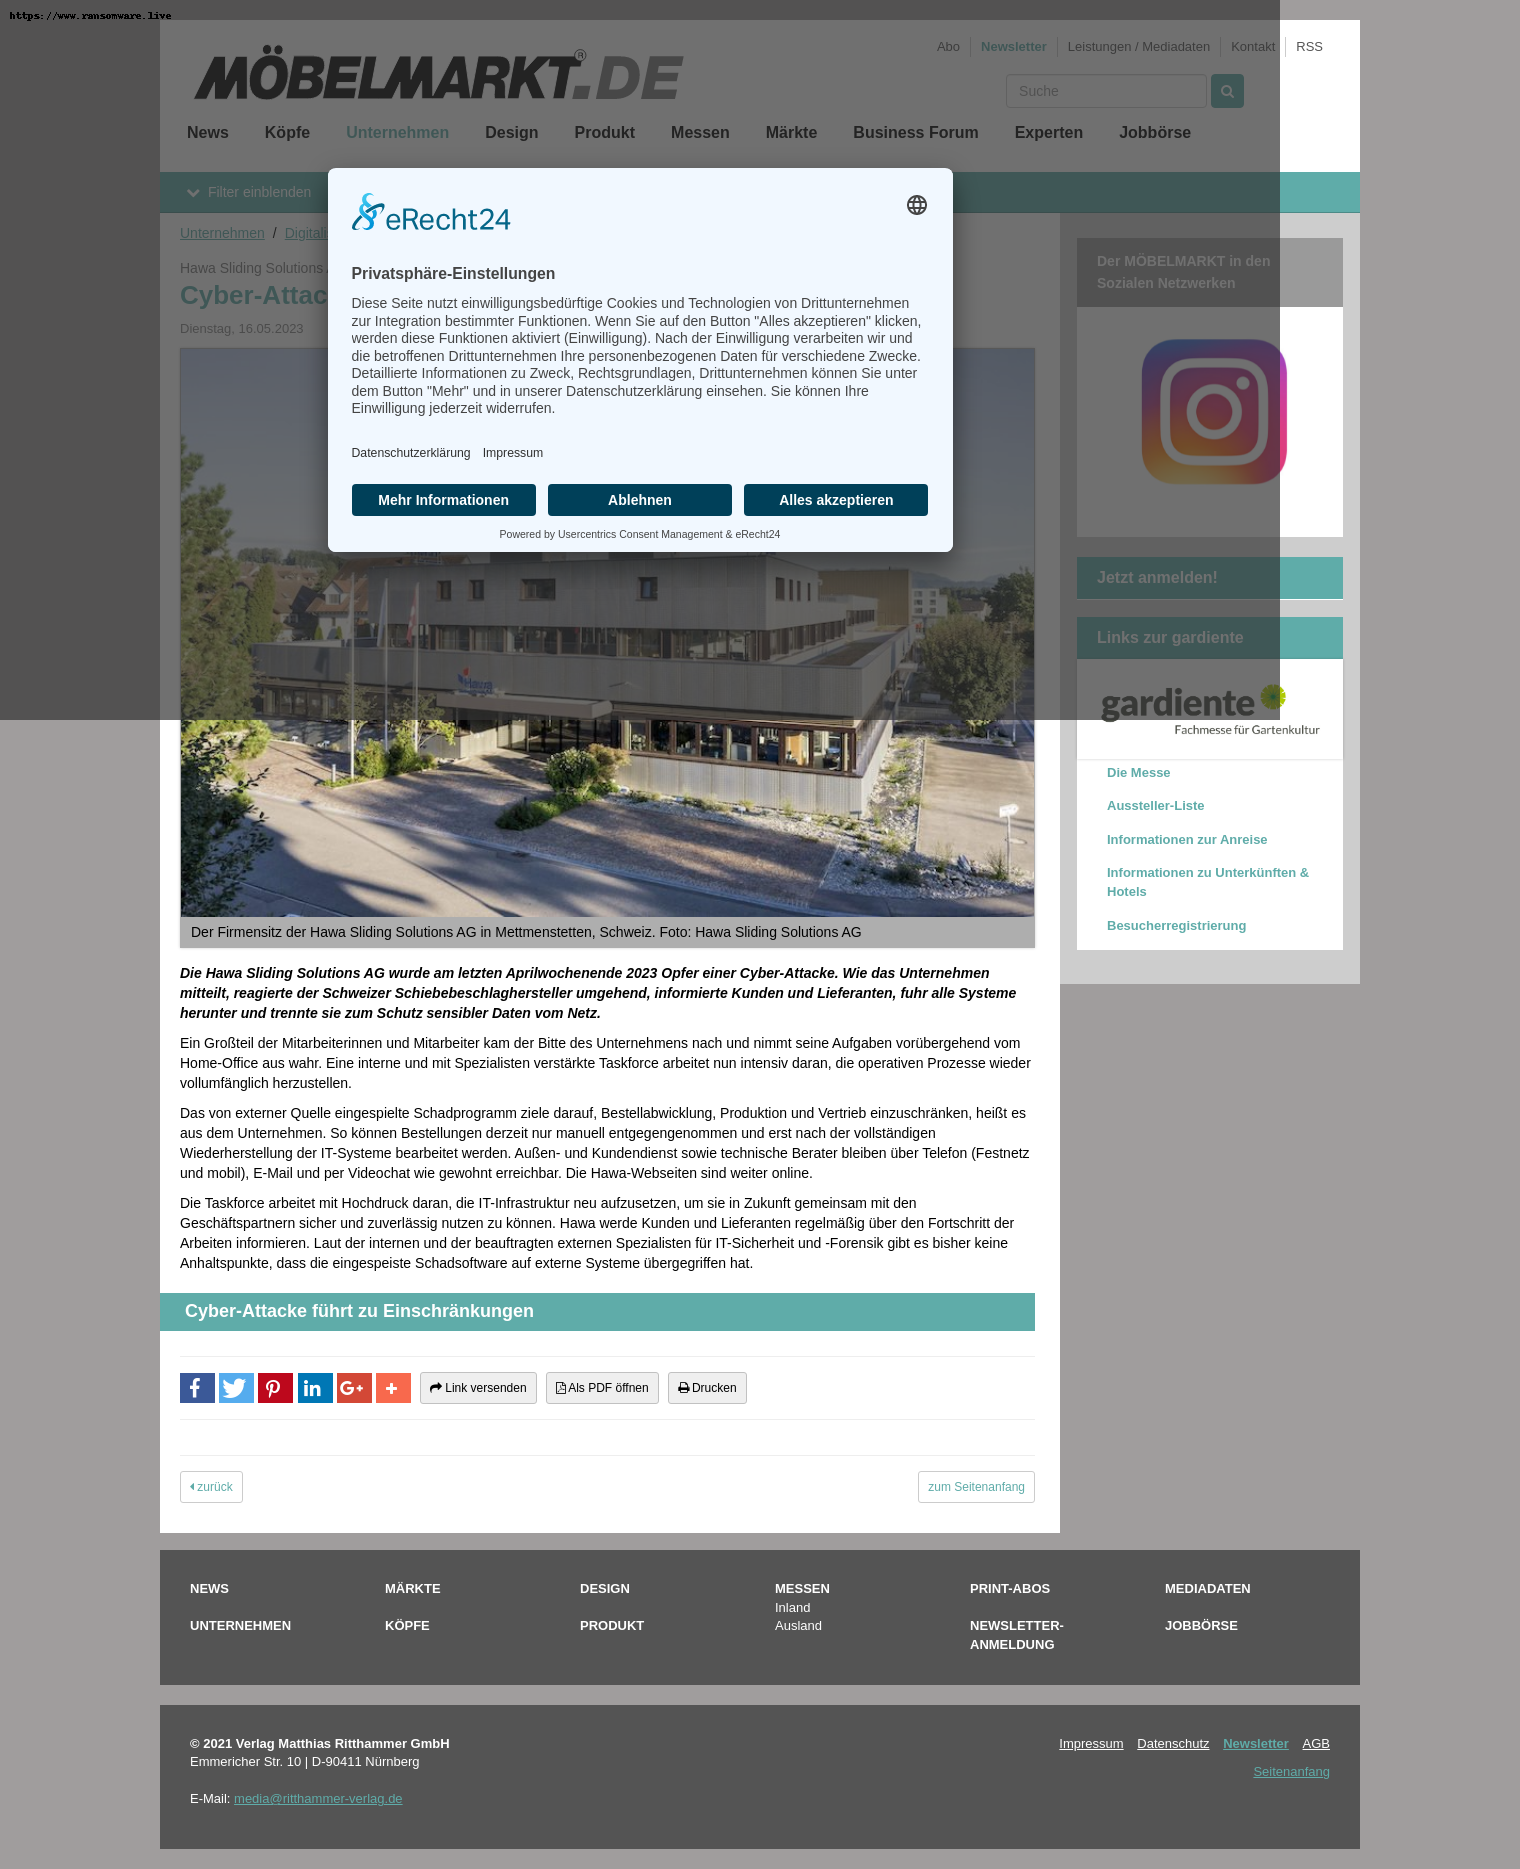 https://www.ransomware.live
Abo
Newsletter
Leistungen / Mediadaten
Kontakt
RSS
MÖBELMARKT.DE®
Suche
News
Köpfe
Unternehmen
Design
Produkt
Messen
Märkte
Business Forum
Experten
Jobbörse
Filter einblenden
Unternehmen / 
Hawa Sliding Solutions
Dienstag, 16.05.2023
eRecht24
Privatsphäre-Einstellungen
Diese Seite nutzt einwilligungsbedürftige Cookies und Technologien von Drittunternehmen
zur Integration bestimmter Funktionen. Wenn Sie auf den Button "Alles akzeptieren" klicken,
werden diese Funktionen aktiviert (Einwilligung). Nach der Einwilligung verarbeiten wir und
die betroffenen Drittunternehmen Ihre personenbezogenen Daten für verschiedene Zwecke.
Detaillierte Informationen zu Zweck, Rechtsgrundlagen, Drittunternehmen können Sie unter
dem Button "Mehr" und in unserer Datenschutzerklärung einsehen. Sie können Ihre
Einwilligung jederzeit widerrufen.
Datenschutzerklärung
Impressum
Mehr Informationen
Ablehnen
Alles akzeptieren
Powered by Usercentrics Consent Management & eRecht24
Hawa
Der Firmensitz der Hawa Sliding Solutions AG in Mettmenstetten, Schweiz. Foto: Hawa Sliding Solutions AG
Die Hawa Sliding Solutions AG wurde am letzten Aprilwochenende 2023 Opfer einer Cyber-Attacke. Wie das Unternehmen
mitteilt, reagierte der Schweizer Schiebebeschlaghersteller umgehend, informierte Kunden und Lieferanten, fuhr alle Systeme
herunter und trennte sie zum Schutz sensibler Daten vom Netz.
Ein Großteil der Mitarbeiterinnen und Mitarbeiter kam der Bitte des Unternehmens nach und nimmt seine Aufgaben vorübergehend vom
Home-Office aus wahr. Eine interne und mit Spezialisten verstärkte Taskforce arbeitet nun intensiv daran, die operativen Prozesse wieder
vollumfänglich herzustellen.
Das von externer Quelle eingespielte Schadprogramm ziele darauf, Bestellabwicklung, Produktion und Vertrieb einzuschränken, heißt es
aus dem Unternehmen. So können Bestellungen derzeit nur manuell entgegengenommen und erst nach der vollständigen
Wiederherstellung der IT-Systeme bearbeitet werden. Außen- und Kundendienst sowie technische Berater bleiben über Telefon (Festnetz
und mobil), E-Mail und per Videochat wie gewohnt erreichbar. Die Hawa-Webseiten sind weiter online.
Die Taskforce arbeitet mit Hochdruck daran, die IT-Infrastruktur neu aufzusetzen, um sie in Zukunft gemeinsam mit den
Geschäftspartnern sicher und zuverlässig nutzen zu können. Hawa werde Kunden und Lieferanten regelmäßig über den Fortschritt der
Arbeiten informieren. Laut der internen und der beauftragten externen Spezialisten für IT-Sicherheit und -Forensik gibt es bisher keine
Anhaltspunkte, dass die eingespeiste Schadsoftware auf externe Systeme übergegriffen hat.
Cyber-Attacke führt zu Einschränkungen
Link versenden
Als PDF öffnen
Drucken
zurück
zum Seitenanfang
Der MÖBELMARKT in den
Sozialen Netzwerken
Jetzt anmelden!
Links zur gardiente
gardiente
Fachmesse für Gartenkultur
Die Messe
Aussteller-Liste
Informationen zur Anreise
Informationen zu Unterkünften &
Hotels
Besucherregistrierung
NEWS
UNTERNEHMEN
MÄRKTE
KÖPFE
DESIGN
PRODUKT
MESSEN
Inland
Ausland
PRINT-ABOS
NEWSLETTER-
ANMELDUNG
MEDIADATEN
JOBBÖRSE
© 2021 Verlag Matthias Ritthammer GmbH
Emmericher Str. 10 | D-90411 Nürnberg
E-Mail: media@ritthammer-verlag.de
Impressum
Datenschutz
Newsletter
AGB
Seitenanfang